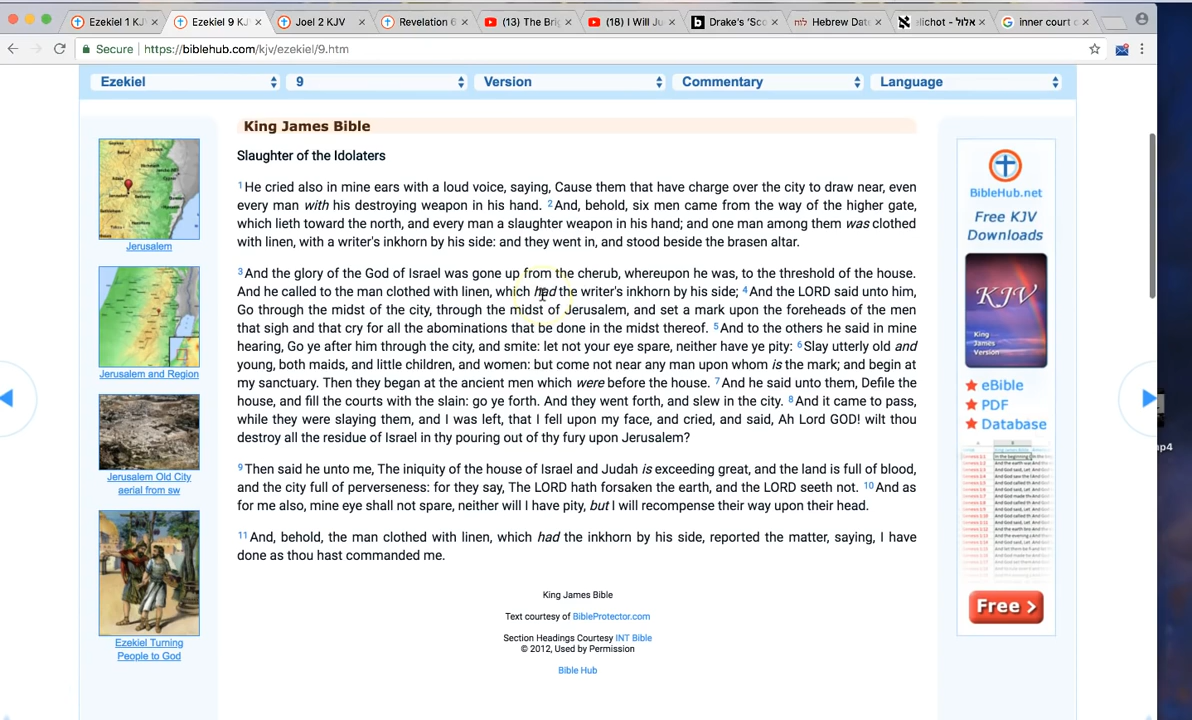 Ezekiel 1 KJ
Ezekiel 9 KJ
Joel 2 KJV
Revelation 6
(13) The Bri
(18) I Will Ju
Drake's 'Sco
Hebrew Date
elichot - אלול
inner court o
Secure
https://biblehub.com/kjv/ezekiel/9.htm
Ezekiel
9
Version
Commentary
Language
King James Bible
Slaughter of the Idolaters
1He cried also in mine ears with a loud voice, saying, Cause them that have charge over the city to draw near, even
every man with his destroying weapon in his hand. 2And, behold, six men came from the way of the higher gate,
which lieth toward the north, and every man a slaughter weapon in his hand; and one man among them was clothed
with linen, with a writer's inkhorn by his side: and they went in, and stood beside the brasen altar.
3And the glory of the God of Israel was gone up from the cherub, whereupon he was, to the threshold of the house.
And he called to the man clothed with linen, which had the writer's inkhorn by his side; 4And the LORD said unto him,
Go through the midst of the city, through the midst of Jerusalem, and set a mark upon the foreheads of the men
that sigh and that cry for all the abominations that be done in the midst thereof. 5And to the others he said in mine
hearing, Go ye after him through the city, and smite: let not your eye spare, neither have ye pity: 6Slay utterly old and
young, both maids, and little children, and women: but come not near any man upon whom is the mark; and begin at
my sanctuary. Then they began at the ancient men which were before the house. 7And he said unto them, Defile the
house, and fill the courts with the slain: go ye forth. And they went forth, and slew in the city. 8And it came to pass,
while they were slaying them, and I was left, that I fell upon my face, and cried, and said, Ah Lord GOD! wilt thou
destroy all the residue of Israel in thy pouring out of thy fury upon Jerusalem?
9Then said he unto me, The iniquity of the house of Israel and Judah is exceeding great, and the land is full of blood,
and the city full of perverseness: for they say, The LORD hath forsaken the earth, and the LORD seeth not. 10And as
for me also, mine eye shall not spare, neither will I have pity, but I will recompense their way upon their head.
11And, behold, the man clothed with linen, which had the inkhorn by his side, reported the matter, saying, I have
done as thou hast commanded me.
King James Bible
Text courtesy of BibleProtector.com
Section Headings Courtesy INT Bible
© 2012, Used by Permission
Bible Hub
Jerusalem
Jerusalem and Region
Jerusalem Old City
aerial from sw
Ezekiel Turning
People to God
BibleHub.net
Free KJV
Downloads
KJV
King
James
Version
eBible
PDF
Database
Free >
mp4